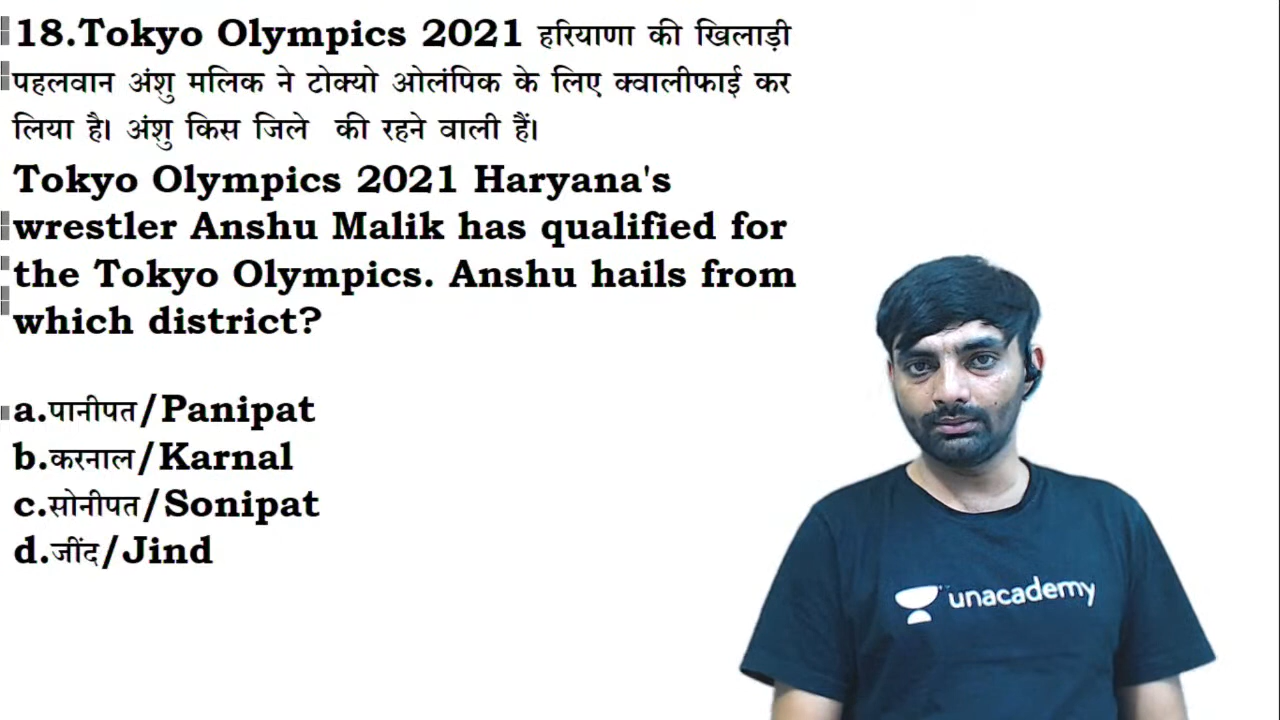 18.Tokyo Olympics 2021 हरियाणा की खिलाड़ी
पहलवान अंशु मलिक ने टोक्यो ओलंपिक के लिए क्वालीफाई कर
लिया है। अंशु किस जिले की रहने वाली हैं।
Tokyo Olympics 2021 Haryana's
wrestler Anshu Malik has qualified for
the Tokyo Olympics. Anshu hails from
which district?
a.पानीपत/Panipat
b.करनाल/Karnal
c.सोनीपत/Sonipat
d.जींद/Jind
unacademy